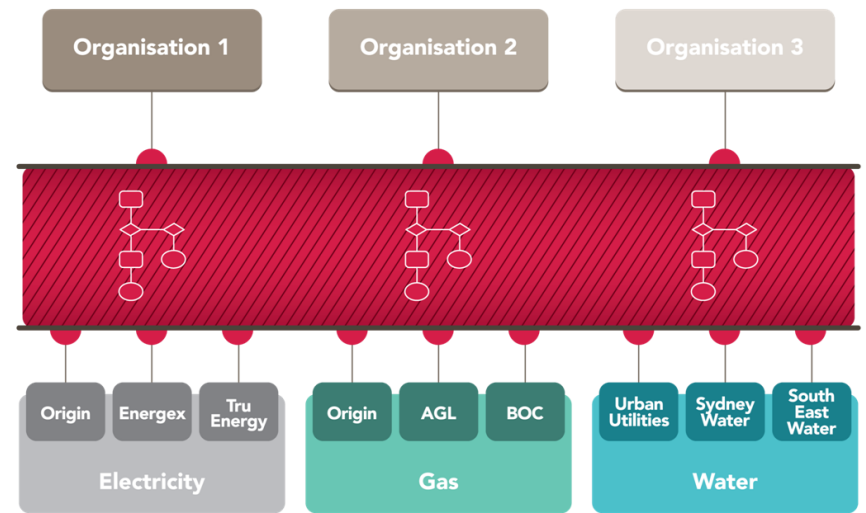 Organisation 1
Organisation 2
Organisation 3
Origin
Energex
Tru
Energy
Origin
AGL
BOC
Urban
Utilities
Sydney
Water
South
East
Water
Electricity
Gas
Water